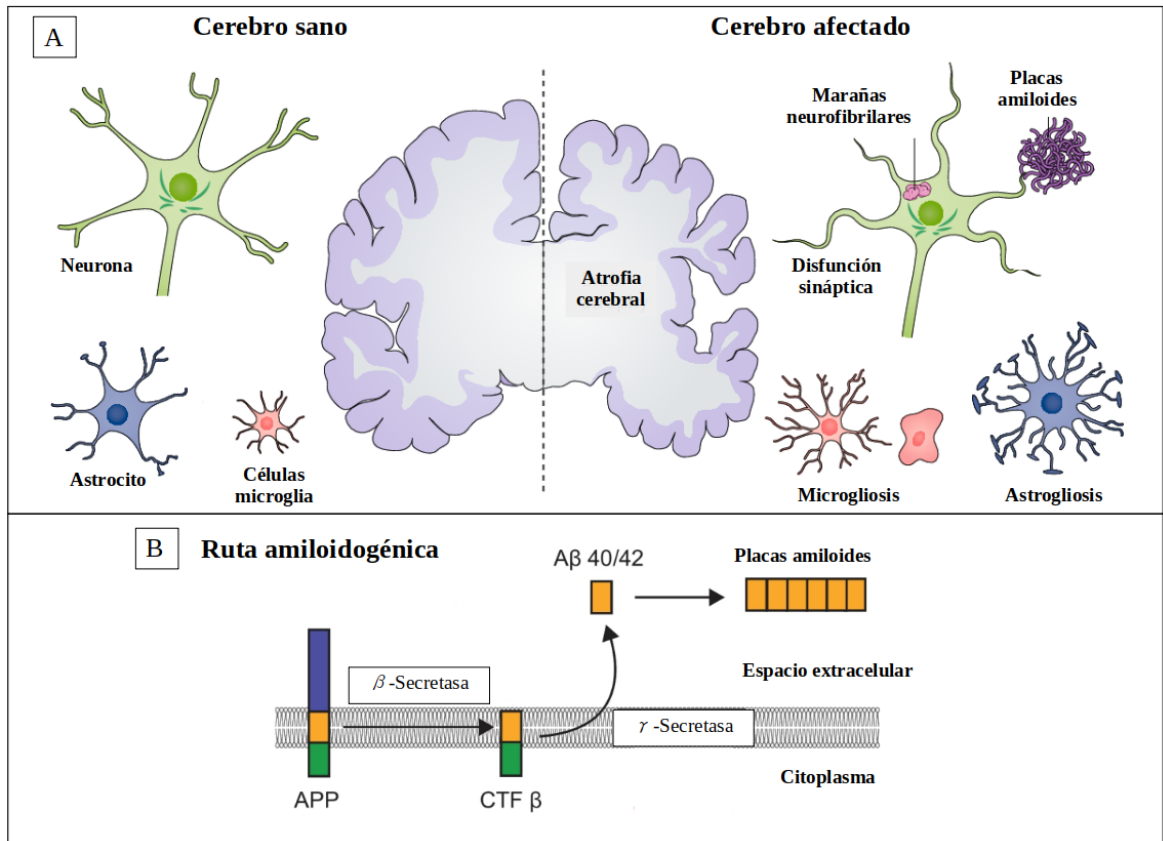 A
Cerebro sano
Cerebro afectado
Neurona
Astrocito
Células
microglia
Atrofia
cerebral
Marañas
neurofibrilares
Placas
amiloides
Disfunción
sináptica
Microgliosis
Astrogliosis
B
Ruta amiloidogénica
Aβ 40/42
Placas amiloides
β-Secretasa
Espacio extracelular
γ-Secretasa
Citoplasma
APP
CTF β